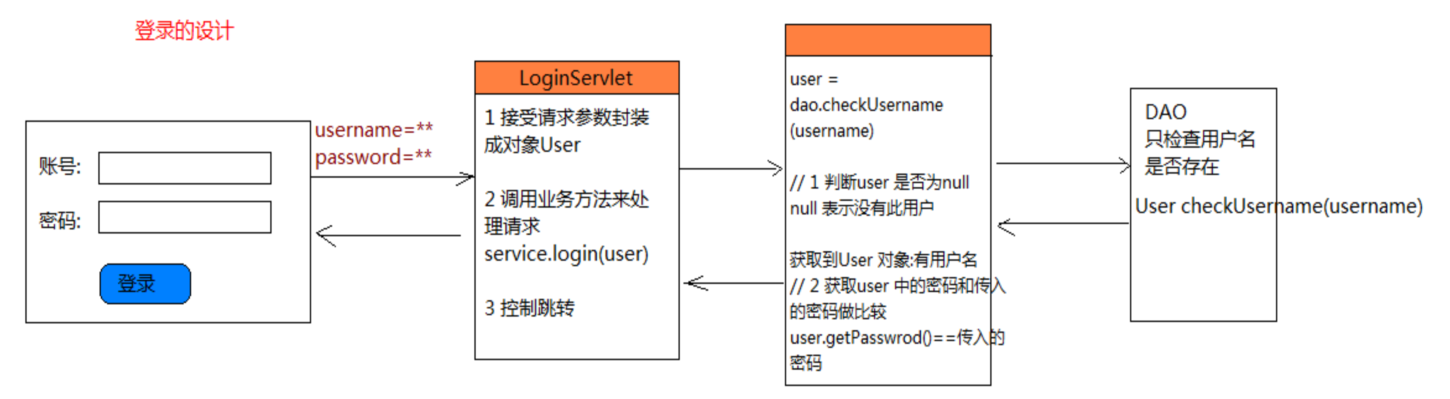 登录的设计
账号:
密码:
登录
username=**
password=**
LoginServlet
1 接受请求参数封装
成对象User
2 调用业务方法来处
理请求
service.login(user)
3 控制跳转
user =
dao.checkUsername
(username)
// 1 判断user 是否为null
null 表示没有此用户
获取到User 对象:有用户名
// 2 获取user 中的密码和传入
的密码做比较
user.getPasswrod()==传入的
密码
DAO
只检查用户名
是否存在
User checkUsername(username)